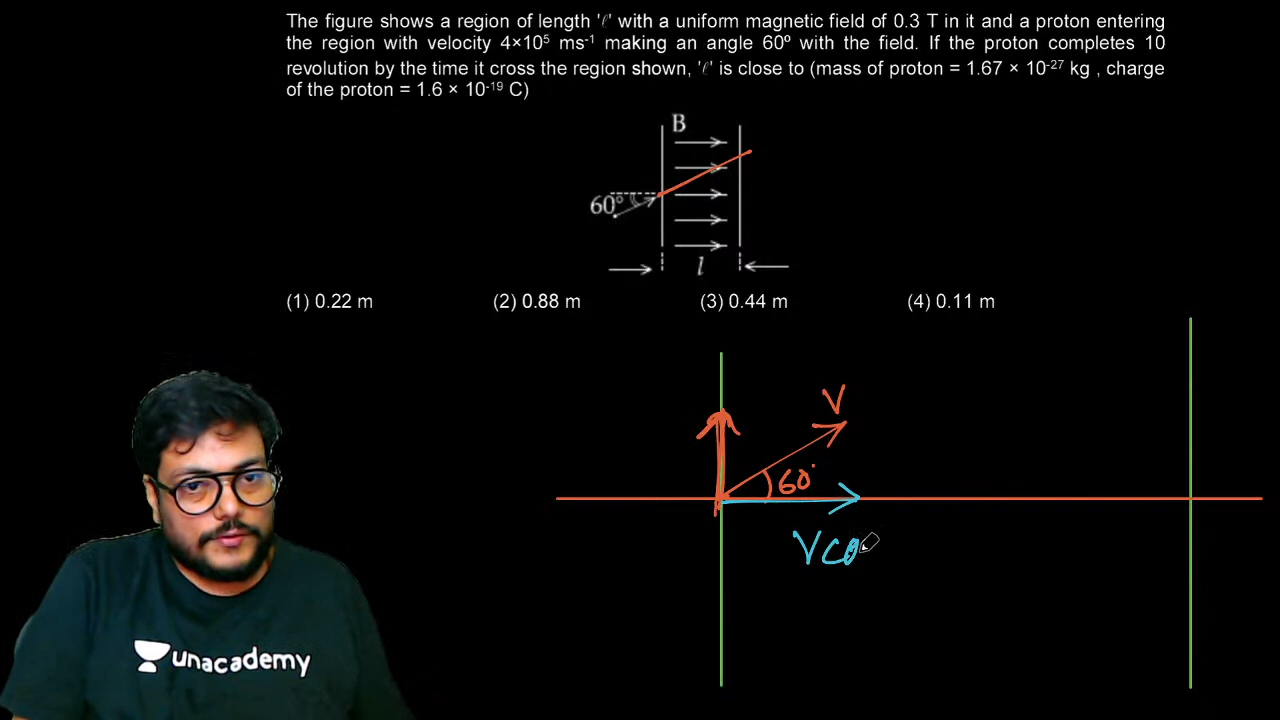 The figure shows a region of length 'ℓ' with a uniform magnetic field of 0.3 T in it and a proton entering
the region with velocity 4×10⁵ ms⁻¹ making an angle 60º with the field. If the proton completes 10
revolution by the time it cross the region shown, 'ℓ' is close to (mass of proton = 1.67 × 10⁻²⁷ kg , charge
of the proton = 1.6 × 10⁻¹⁹ C)
B
60°
l
(1) 0.22 m (2) 0.88 m (3) 0.44 m (4) 0.11 m
V
60°
Vco
unacademy